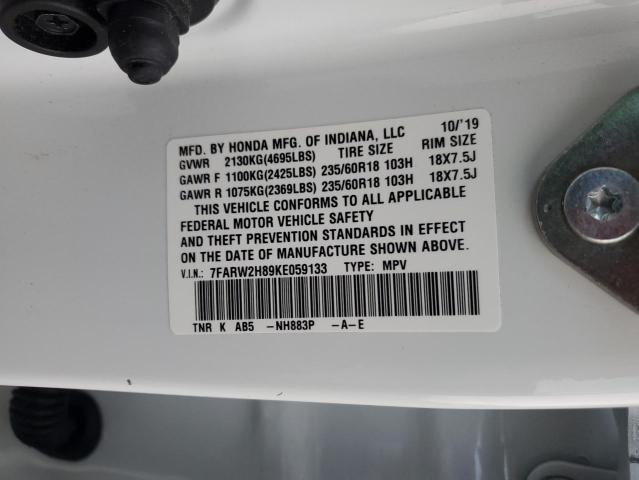 MFD. BY HONDA MFG. OF INDIANA, LLC 10/'19
GVWR 2130KG(4695LBS) TIRE SIZE RIM SIZE
GAWR F 1100KG(2425LBS) 235/60R18 103H 18X7.5J
GAWR R 1075KG(2369LBS) 235/60R18 103H 18X7.5J
THIS VEHICLE CONFORMS TO ALL APPLICABLE
FEDERAL MOTOR VEHICLE SAFETY
AND THEFT PREVENTION STANDARDS IN EFFECT
ON THE DATE OF MANUFACTURE SHOWN ABOVE.
V.I.N.: 7FARW2H89KE059133 TYPE: MPV
TNR K AB5 -NH883P -A-E